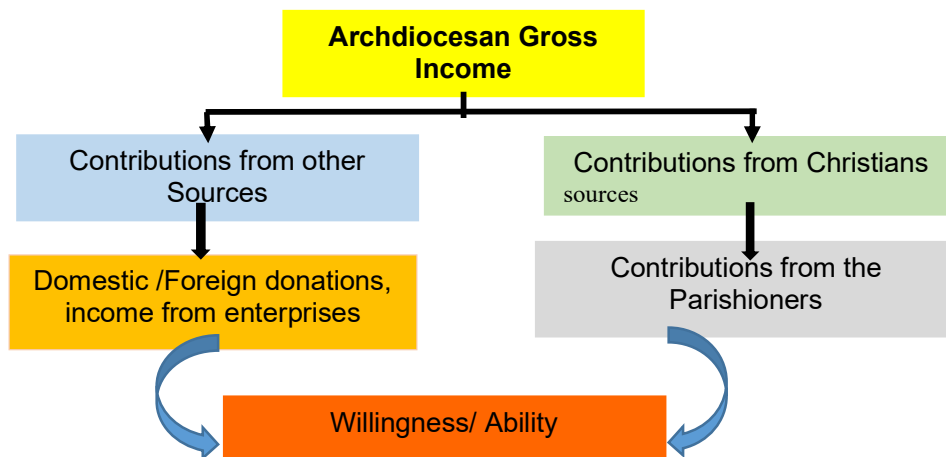 Archdiocesan Gross
Income
Contributions from other
Sources
Contributions from Christians
sources
Domestic /Foreign donations,
income from enterprises
Contributions from the
Parishioners
Willingness/ Ability